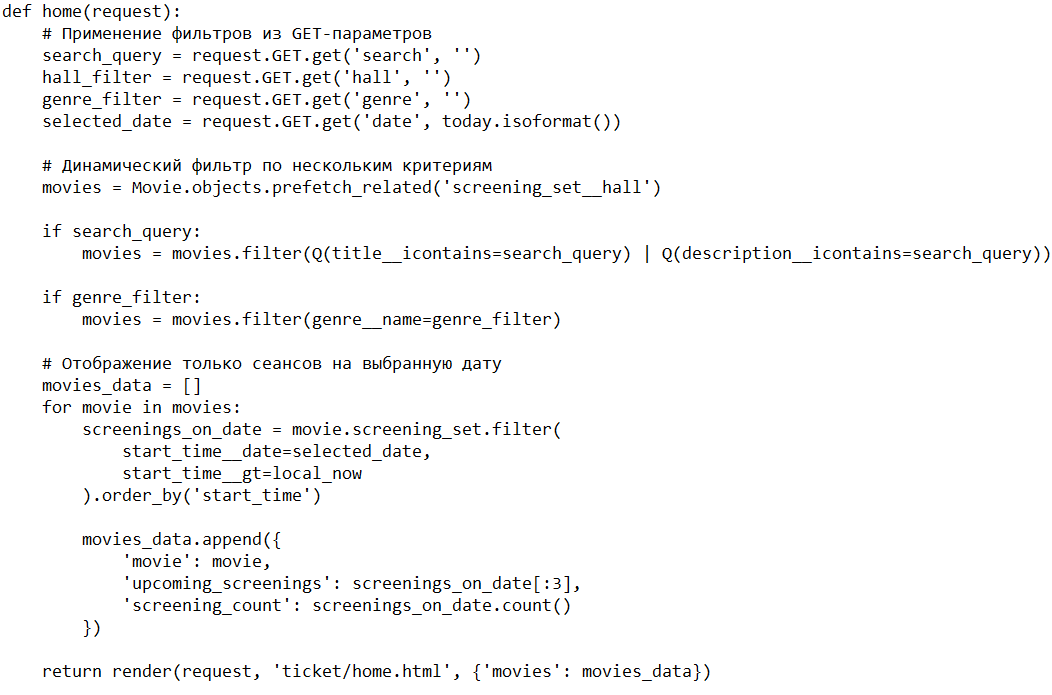 def home(request):
    # Применение фильтров из GET-параметров
    search_query = request.GET.get('search', '')
    hall_filter = request.GET.get('hall', '')
    genre_filter = request.GET.get('genre', '')
    selected_date = request.GET.get('date', today.isoformat())

    # Динамический фильтр по нескольким критериям
    movies = Movie.objects.prefetch_related('screening_set__hall')

    if search_query:
        movies = movies.filter(Q(title__icontains=search_query) | Q(description__icontains=search_query))

    if genre_filter:
        movies = movies.filter(genre__name=genre_filter)

    # Отображение только сеансов на выбранную дату
    movies_data = []
    for movie in movies:
        screenings_on_date = movie.screening_set.filter(
            start_time__date=selected_date,
            start_time__gt=local_now
        ).order_by('start_time')

        movies_data.append({
            'movie': movie,
            'upcoming_screenings': screenings_on_date[:3],
            'screening_count': screenings_on_date.count()
        })

    return render(request, 'ticket/home.html', {'movies': movies_data})